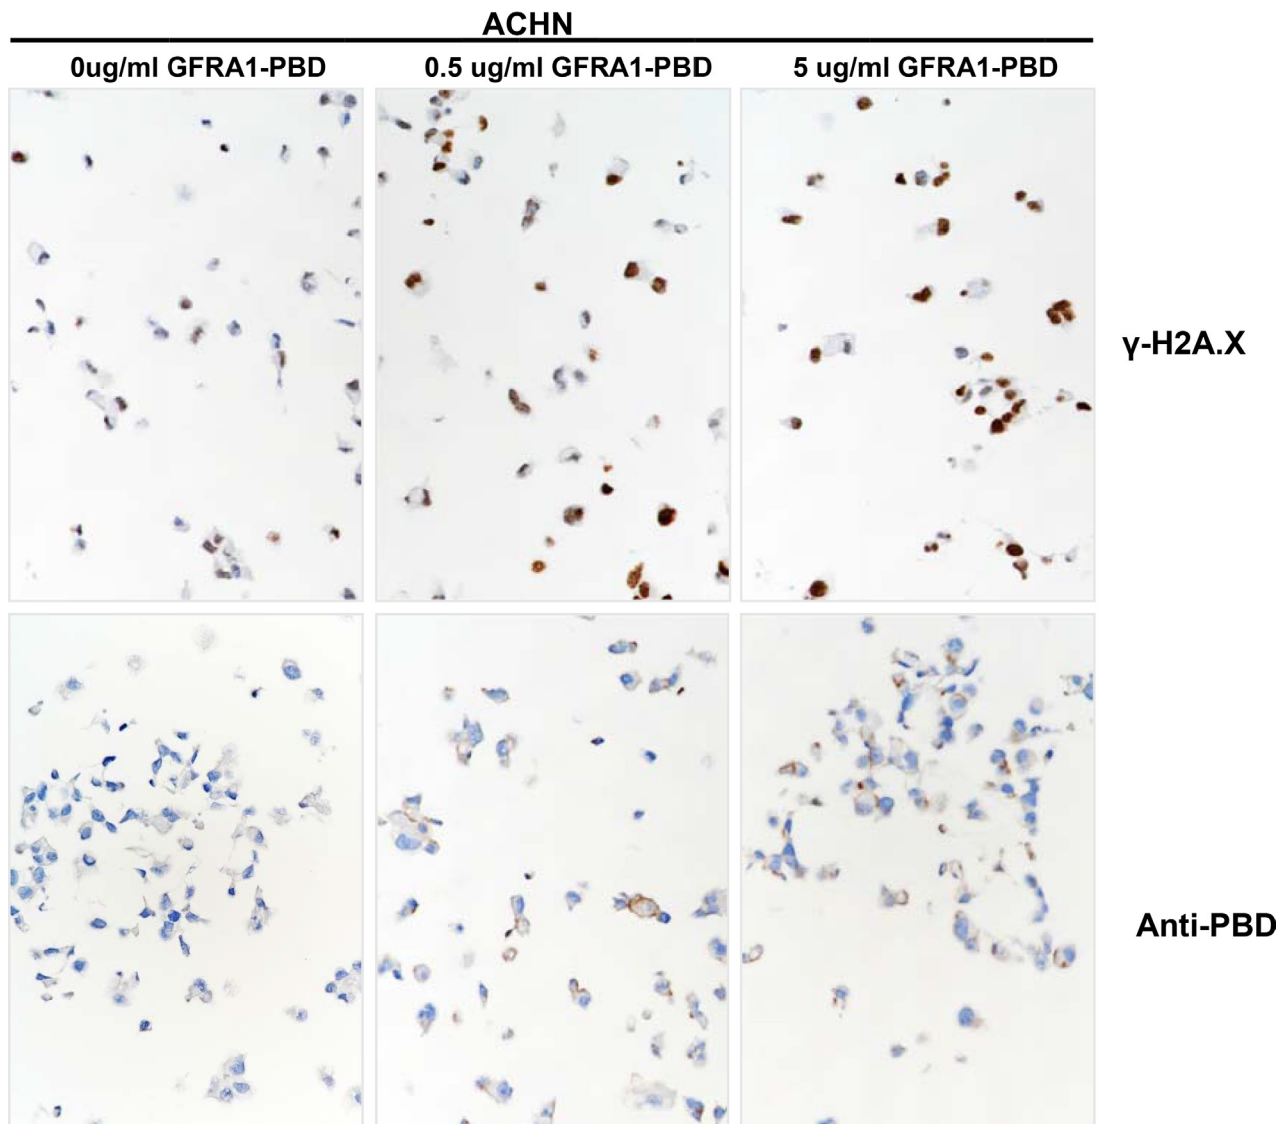 ACHN
0ug/ml GFRA1-PBD
0.5 ug/ml GFRA1-PBD
5 ug/ml GFRA1-PBD
γ-H2A.X
Anti-PBD